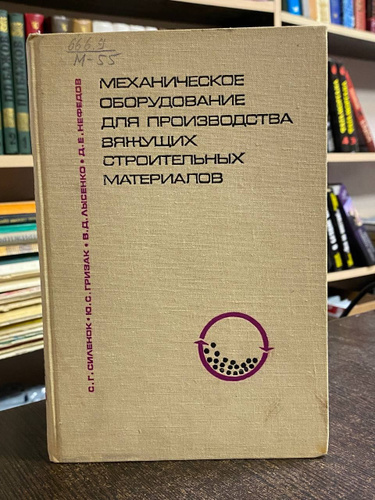 666.9
М-55
МЕХАНИЧЕСКОЕ
ОБОРУДОВАНИЕ
ДЛЯ ПРОИЗВОДСТВА
ВЯЖУЩИХ
СТРОИТЕЛЬНЫХ
МАТЕРИАЛОВ
С.Г. СИЛЕНОК • Ю.С. ГРИЗАК • В.Д. ЛЫСЕНКО • Д.Е. НЕФЕДОВ